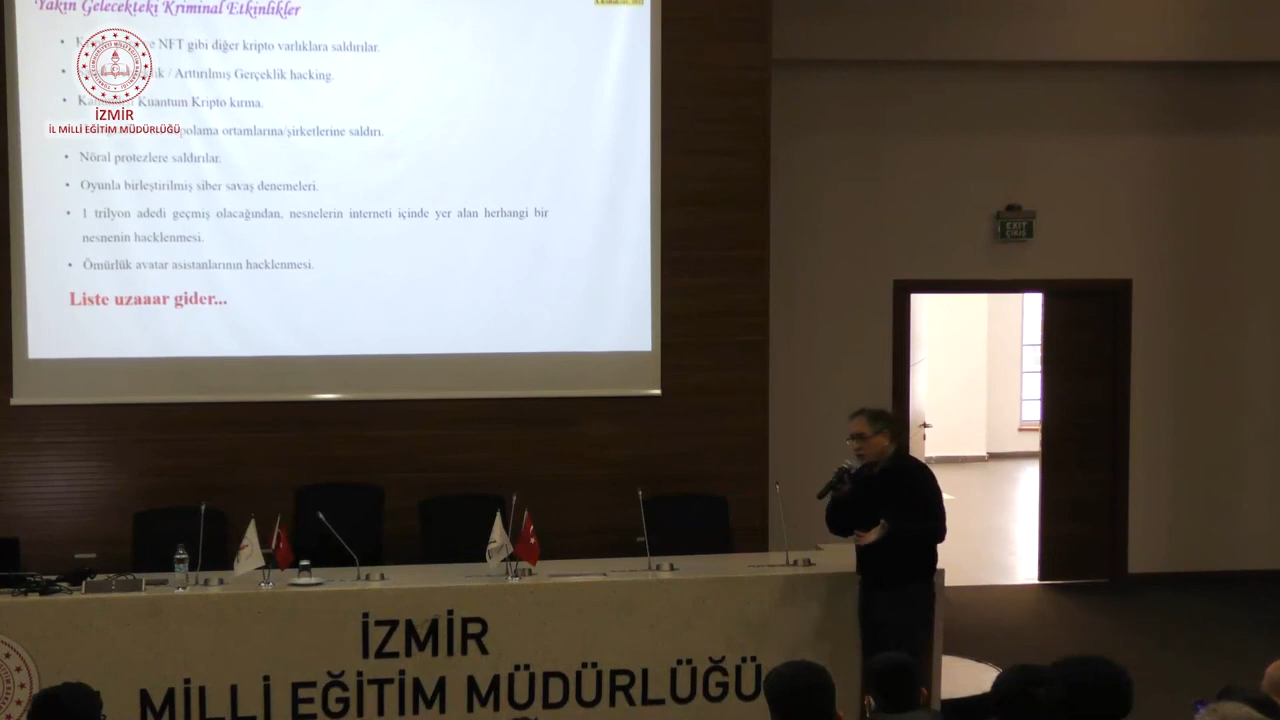 Yakın Gelecekteki Kriminal Etkinlikler
NFT gibi diğer kripto varlıklara saldırılar.
/ Arttırılmış Gerçeklik hacking.
Kuantum Kripto kırma.
ortamlarına/şirketlerine saldırı.
• Nöral protezlere saldırılar.
• Oyunla birleştirilmiş siber savaş denemeleri.
• 1 trilyon adedi geçmiş olacağından, nesnelerin interneti içinde yer alan herhangi bir
nesnenin hacklenmesi.
• Ömürlük avatar asistanlarının hacklenmesi.
Liste uzaaar gider...
İZMİR
İL MİLLİ EĞİTİM MÜDÜRLÜĞÜ
EXIT
ÇIKIŞ
İZMİR
MİLLİ EĞİTİM MÜDÜRLÜĞÜ